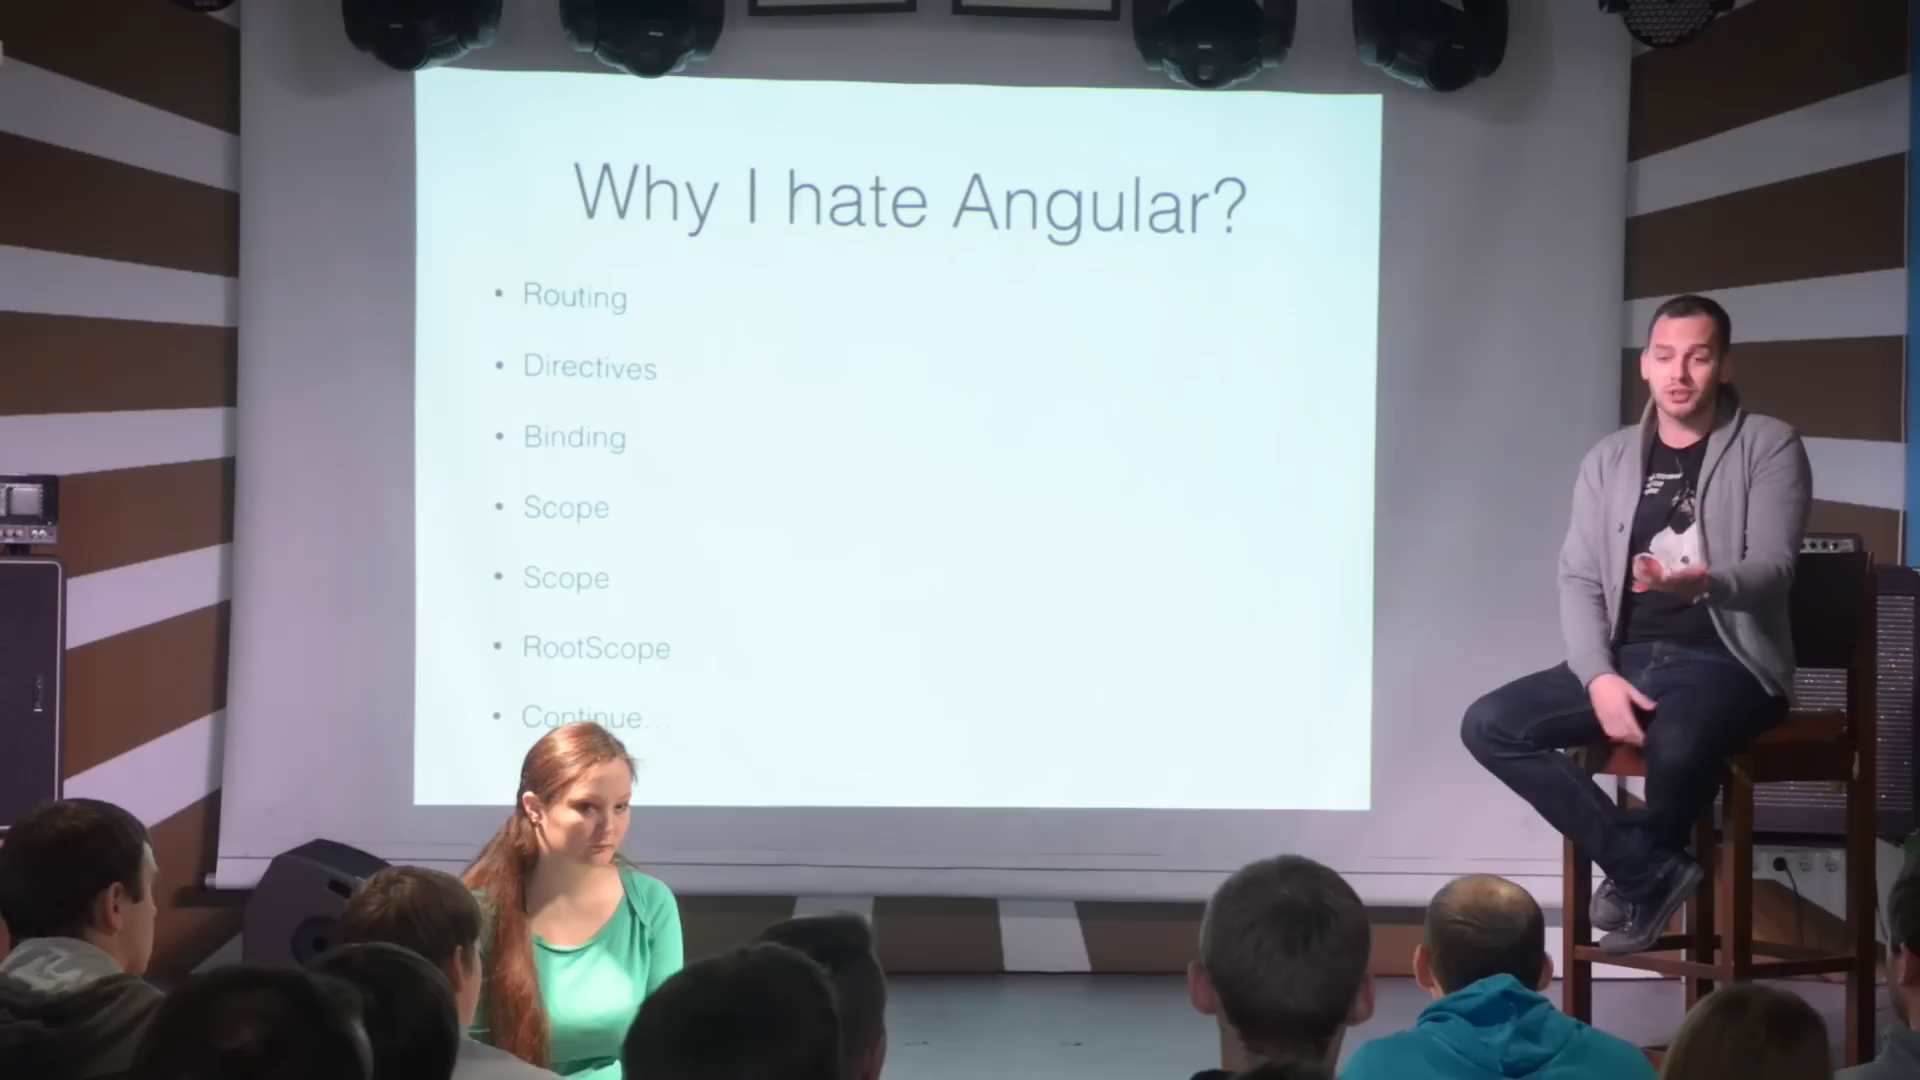 Why I hate Angular?
• Routing
• Directives
• Binding
• Scope
• Scope
• RootScope
• Continue...